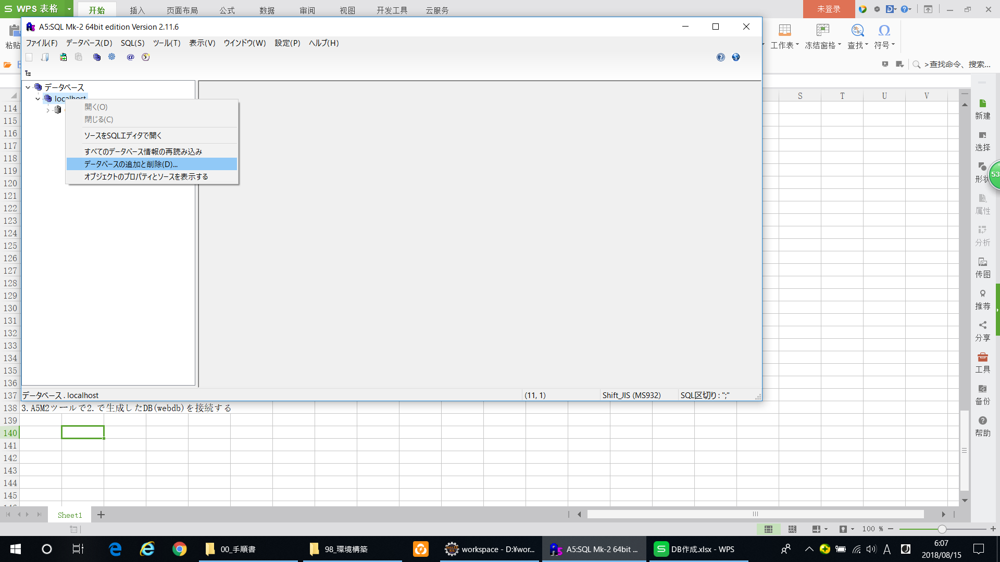 WPS 表格
开始 插入 页面布局 公式 数据 审阅 视图 开发工具 云服务 未登录
粘贴
工作表 冻结窗格 查找 符号
>查找命令、搜索...
A5:SQL Mk-2 64bit edition Version 2.11.6
ファイル(F) データベース(D) SQL(S) ツール(T) 表示(V) ウインドウ(W) 設定(P) ヘルプ(H)
データベース
localhost
開く(O)
閉じる(C)
ソースをSQLエディタで開く
すべてのデータベース情報の再読み込み
データベースの追加と削除(D)...
オブジェクトのプロパティとソースを表示する
データベース . localhost
(11, 1)
Shift_JIS (MS932)
SQL区切り : ";"
S T U V
114
115
116
117
118
119
120
121
122
123
124
125
126
127
128
129
130
131
132
133
134
135
136
137
138 3.A5M2ツールで2.で生成したDB(webdb)を接続する
139
140
141
142
143
144
145
新建
选择
形状
53
属性
分析
传图
推荐
分享
工具
备份
帮助
Sheet1
100 %
00_手順書
98_環境構築
workspace - D:¥wor...
A5:SQL Mk-2 64bit ...
DB作成.xlsx - WPS
A
J
6:07
2018/08/15